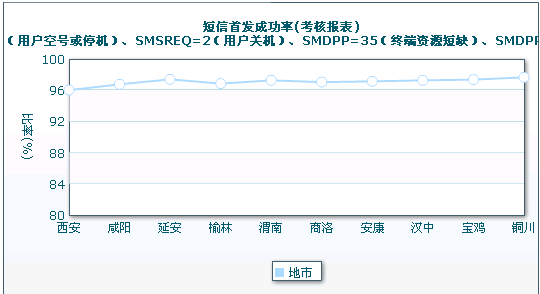 短信首发成功率(考核报表)
(用户空号或停机)、SMSREQ=2(用户关机)、SMDPP=35(终端资源短缺)、SMDPP
100
96
92
88
84
80
比率(%)
西安 咸阳 延安 榆林 渭南 商洛 安康 汉中 宝鸡 铜川
地市